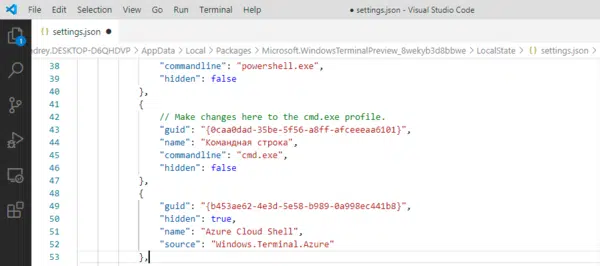 File Edit Selection View Go Run Terminal Help ● settings.json - Visual Studio Code
{} settings.json ●
ndrey.DESKTOP-D6QHDVP > AppData > Local > Packages > Microsoft.WindowsTerminalPreview_8wekyb3d8bbwe > LocalState > {} settings.json >
38 "commandline": "powershell.exe",
39 "hidden": false
40 },
41 {
42 // Make changes here to the cmd.exe profile.
43 "guid": "{0caa0dad-35be-5f56-a8ff-afceeeaa6101}",
44 "name": "Командная строка",
45 "commandline": "cmd.exe",
46 "hidden": false
47 },
48 {
49 "guid": "{b453ae62-4e3d-5e58-b989-0a998ec441b8}",
50 "hidden": true,
51 "name": "Azure Cloud Shell",
52 "source": "Windows.Terminal.Azure"
53 },